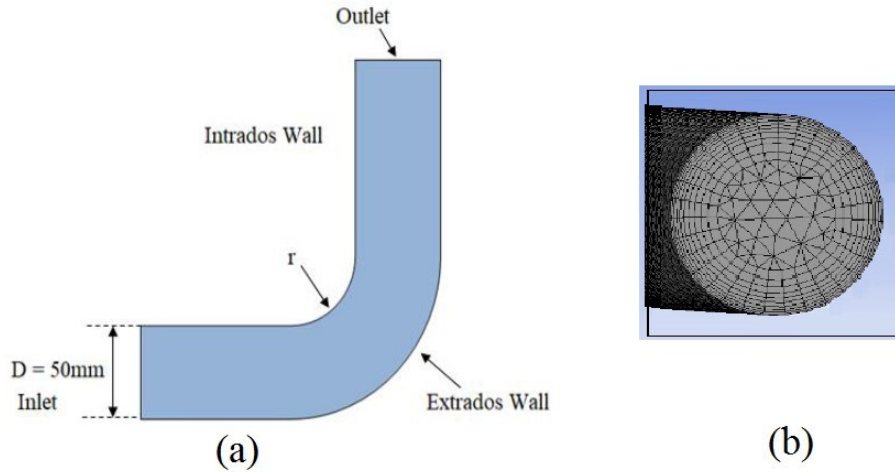 Outlet
Intrados Wall
r
D = 50mm
Inlet
Extrados Wall
(a)
(b)